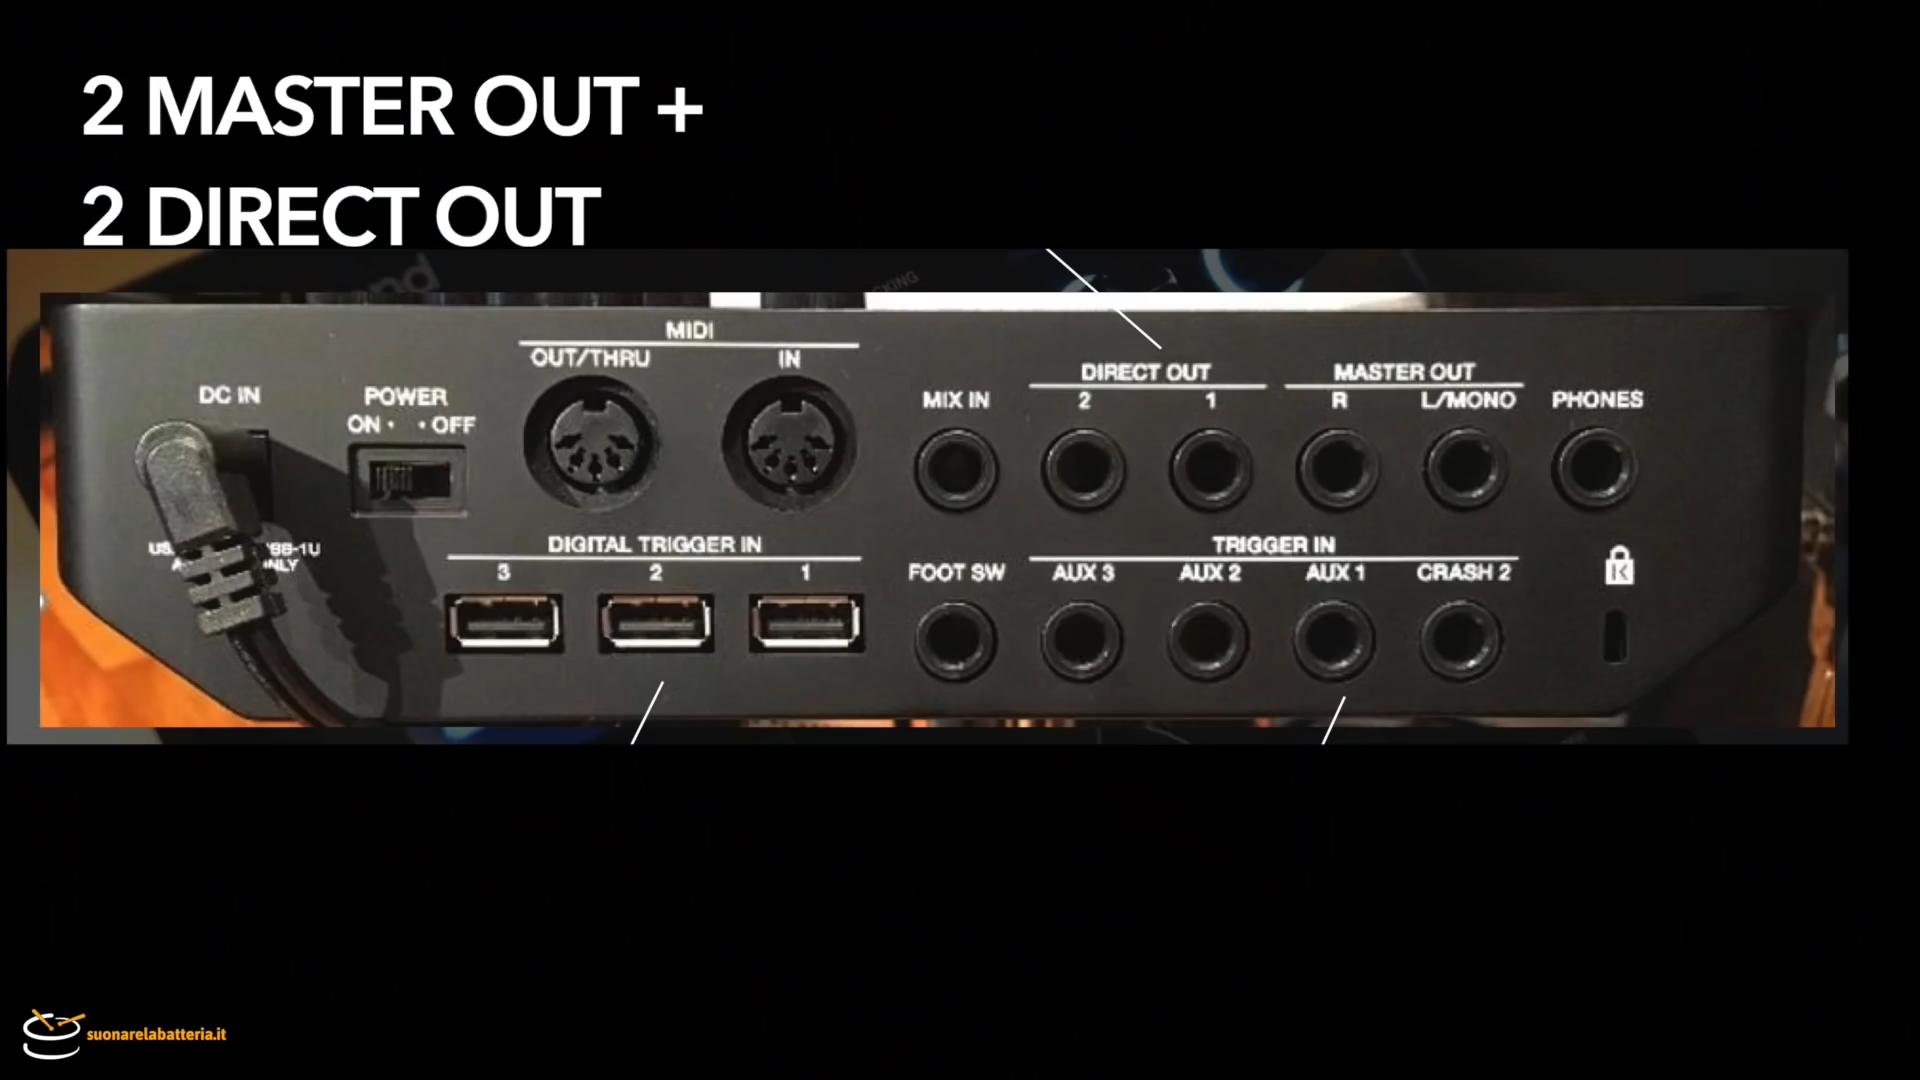 2 MASTER OUT +
2 DIRECT OUT
MIDI
OUT/THRU IN
DC IN
POWER
ON · · OFF
MIX IN
DIRECT OUT
2 1
MASTER OUT
R L/MONO
PHONES
DIGITAL TRIGGER IN
3 2 1
FOOT SW
TRIGGER IN
AUX 3 AUX 2 AUX 1 CRASH 2
K
suonarelabatteria.it